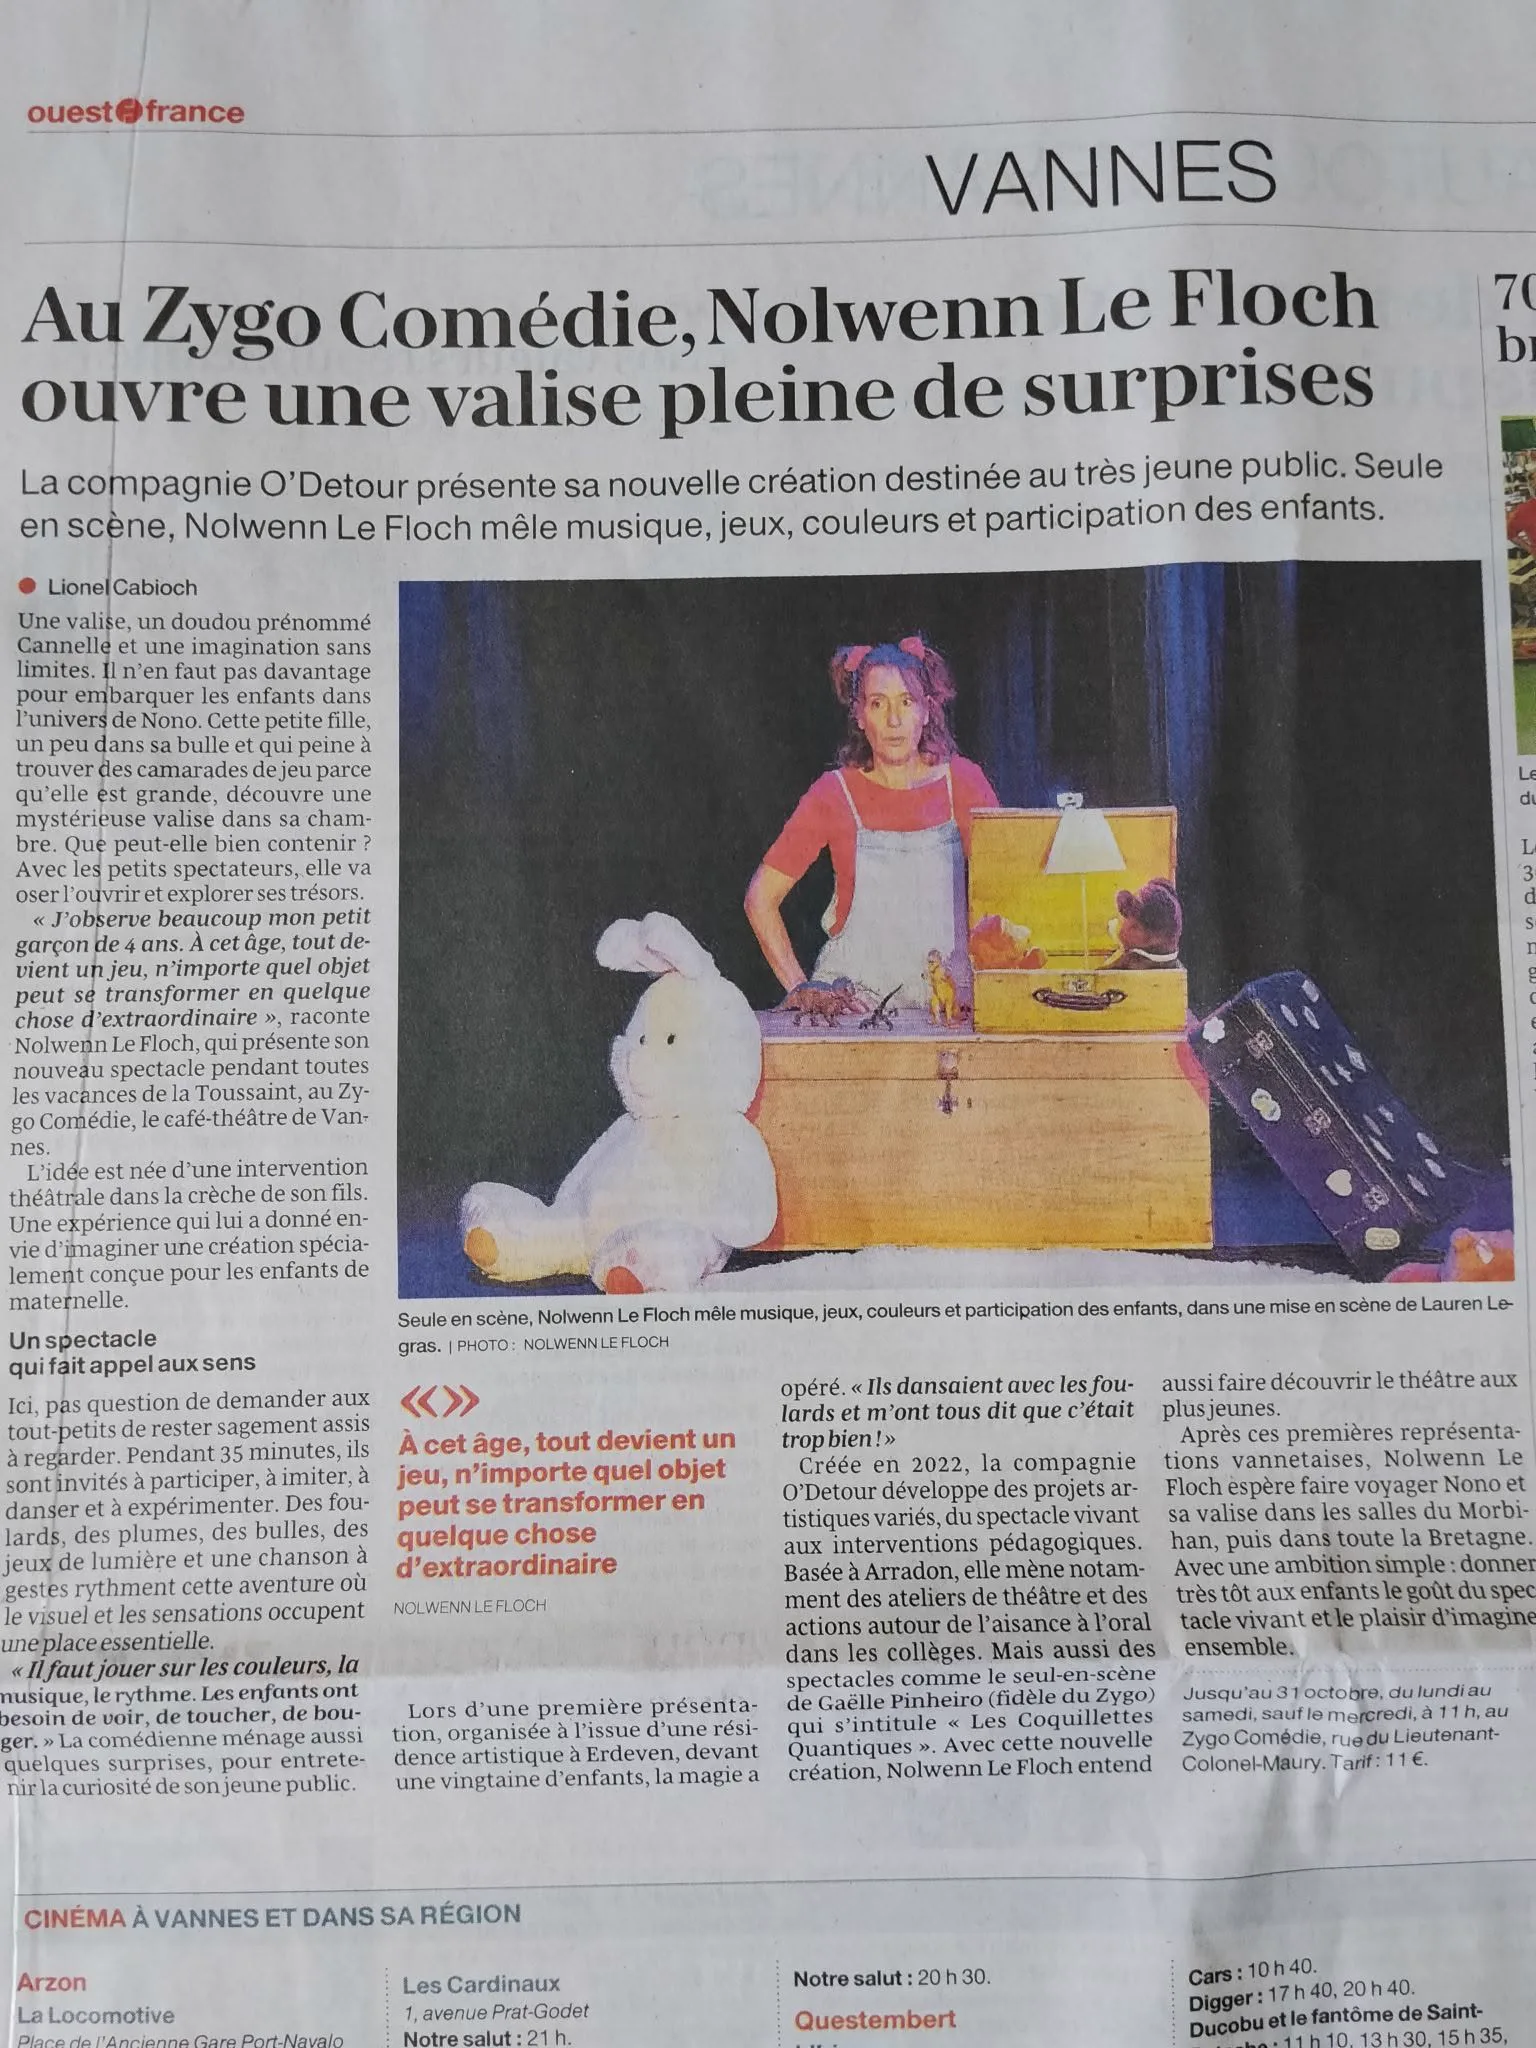 ouest france
VANNES
Au Zygo Comédie, Nolwenn Le Floch
ouvre une valise pleine de surprises
La compagnie O'Detour présente sa nouvelle création destinée au très jeune public. Seule
en scène, Nolwenn Le Floch mêle musique, jeux, couleurs et participation des enfants.
● Lionel Cabioch
Une valise, un doudou prénommé
Cannelle et une imagination sans
limites. Il n'en faut pas davantage
pour embarquer les enfants dans
l'univers de Nono. Cette petite fille,
un peu dans sa bulle et qui peine à
trouver des camarades de jeu parce
qu'elle est grande, découvre une
mystérieuse valise dans sa cham-
bre. Que peut-elle bien contenir ?
Avec les petits spectateurs, elle va
oser l'ouvrir et explorer ses trésors.
« J'observe beaucoup mon petit
garçon de 4 ans. À cet âge, tout de-
vient un jeu, n'importe quel objet
peut se transformer en quelque
chose d'extraordinaire », raconte
Nolwenn Le Floch, qui présente son
nouveau spectacle pendant toutes
les vacances de la Toussaint, au Zy-
go Comédie, le café-théâtre de Van-
nes.
L'idée est née d'une intervention
théâtrale dans la crèche de son fils.
Une expérience qui lui a donné en-
vie d'imaginer une création spécia-
lement conçue pour les enfants de
maternelle.
Un spectacle
qui fait appel aux sens
Ici, pas question de demander aux
tout-petits de rester sagement assis
à regarder. Pendant 35 minutes, ils
sont invités à participer, à imiter, à
danser et à expérimenter. Des fou-
lards, des plumes, des bulles, des
jeux de lumière et une chanson à
gestes rythment cette aventure où
le visuel et les sensations occupent
une place essentielle.
« Il faut jouer sur les couleurs, la
musique, le rythme. Les enfants ont
besoin de voir, de toucher, de bou-
ger. » La comédienne ménage aussi
quelques surprises, pour entrete-
nir la curiosité de son jeune public.
Seule en scène, Nolwenn Le Floch mêle musique, jeux, couleurs et participation des enfants, dans une mise en scène de Lauren Le-
gras. | PHOTO : NOLWENN LE FLOCH
«»
À cet âge, tout devient un
jeu, n'importe quel objet
peut se transformer en
quelque chose
d'extraordinaire
NOLWENN LE FLOCH
Lors d'une première présenta-
tion, organisée à l'issue d'une rési-
dence artistique à Erdeven, devant
une vingtaine d'enfants, la magie a
opéré. « Ils dansaient avec les fou-
lards et m'ont tous dit que c'était
trop bien ! »
Créée en 2022, la compagnie
O'Detour développe des projets ar-
tistiques variés, du spectacle vivant
aux interventions pédagogiques.
Basée à Arradon, elle mène notam-
ment des ateliers de théâtre et des
actions autour de l'aisance à l'oral
dans les collèges. Mais aussi des
spectacles comme le seul-en-scène
de Gaëlle Pinheiro (fidèle du Zygo)
qui s'intitule « Les Coquillettes
Quantiques ». Avec cette nouvelle
création, Nolwenn Le Floch entend
aussi faire découvrir le théâtre aux
plus jeunes.
Après ces premières représenta-
tions vannetaises, Nolwenn Le
Floch espère faire voyager Nono et
sa valise dans les salles du Morbi-
han, puis dans toute la Bretagne.
Avec une ambition simple : donner
très tôt aux enfants le goût du spec
tacle vivant et le plaisir d'imagine
ensemble.
Jusqu'au 31 octobre, du lundi au
samedi, sauf le mercredi, à 11 h, au
Zygo Comédie, rue du Lieutenant-
Colonel-Maury. Tarif : 11 €.
70
br
Le
du
CINÉMA À VANNES ET DANS SA RÉGION
Arzon
La Locomotive
Place de l'Ancienne Gare Port-Navalo
Les Cardinaux
1, avenue Prat-Godet
Notre salut : 21 h.
Notre salut : 20 h 30.
Questembert
Cars : 10 h 40.
Digger : 17 h 40, 20 h 40.
Ducobu et le fantôme de Saint-
11 h 10, 13 h 30, 15 h 35,